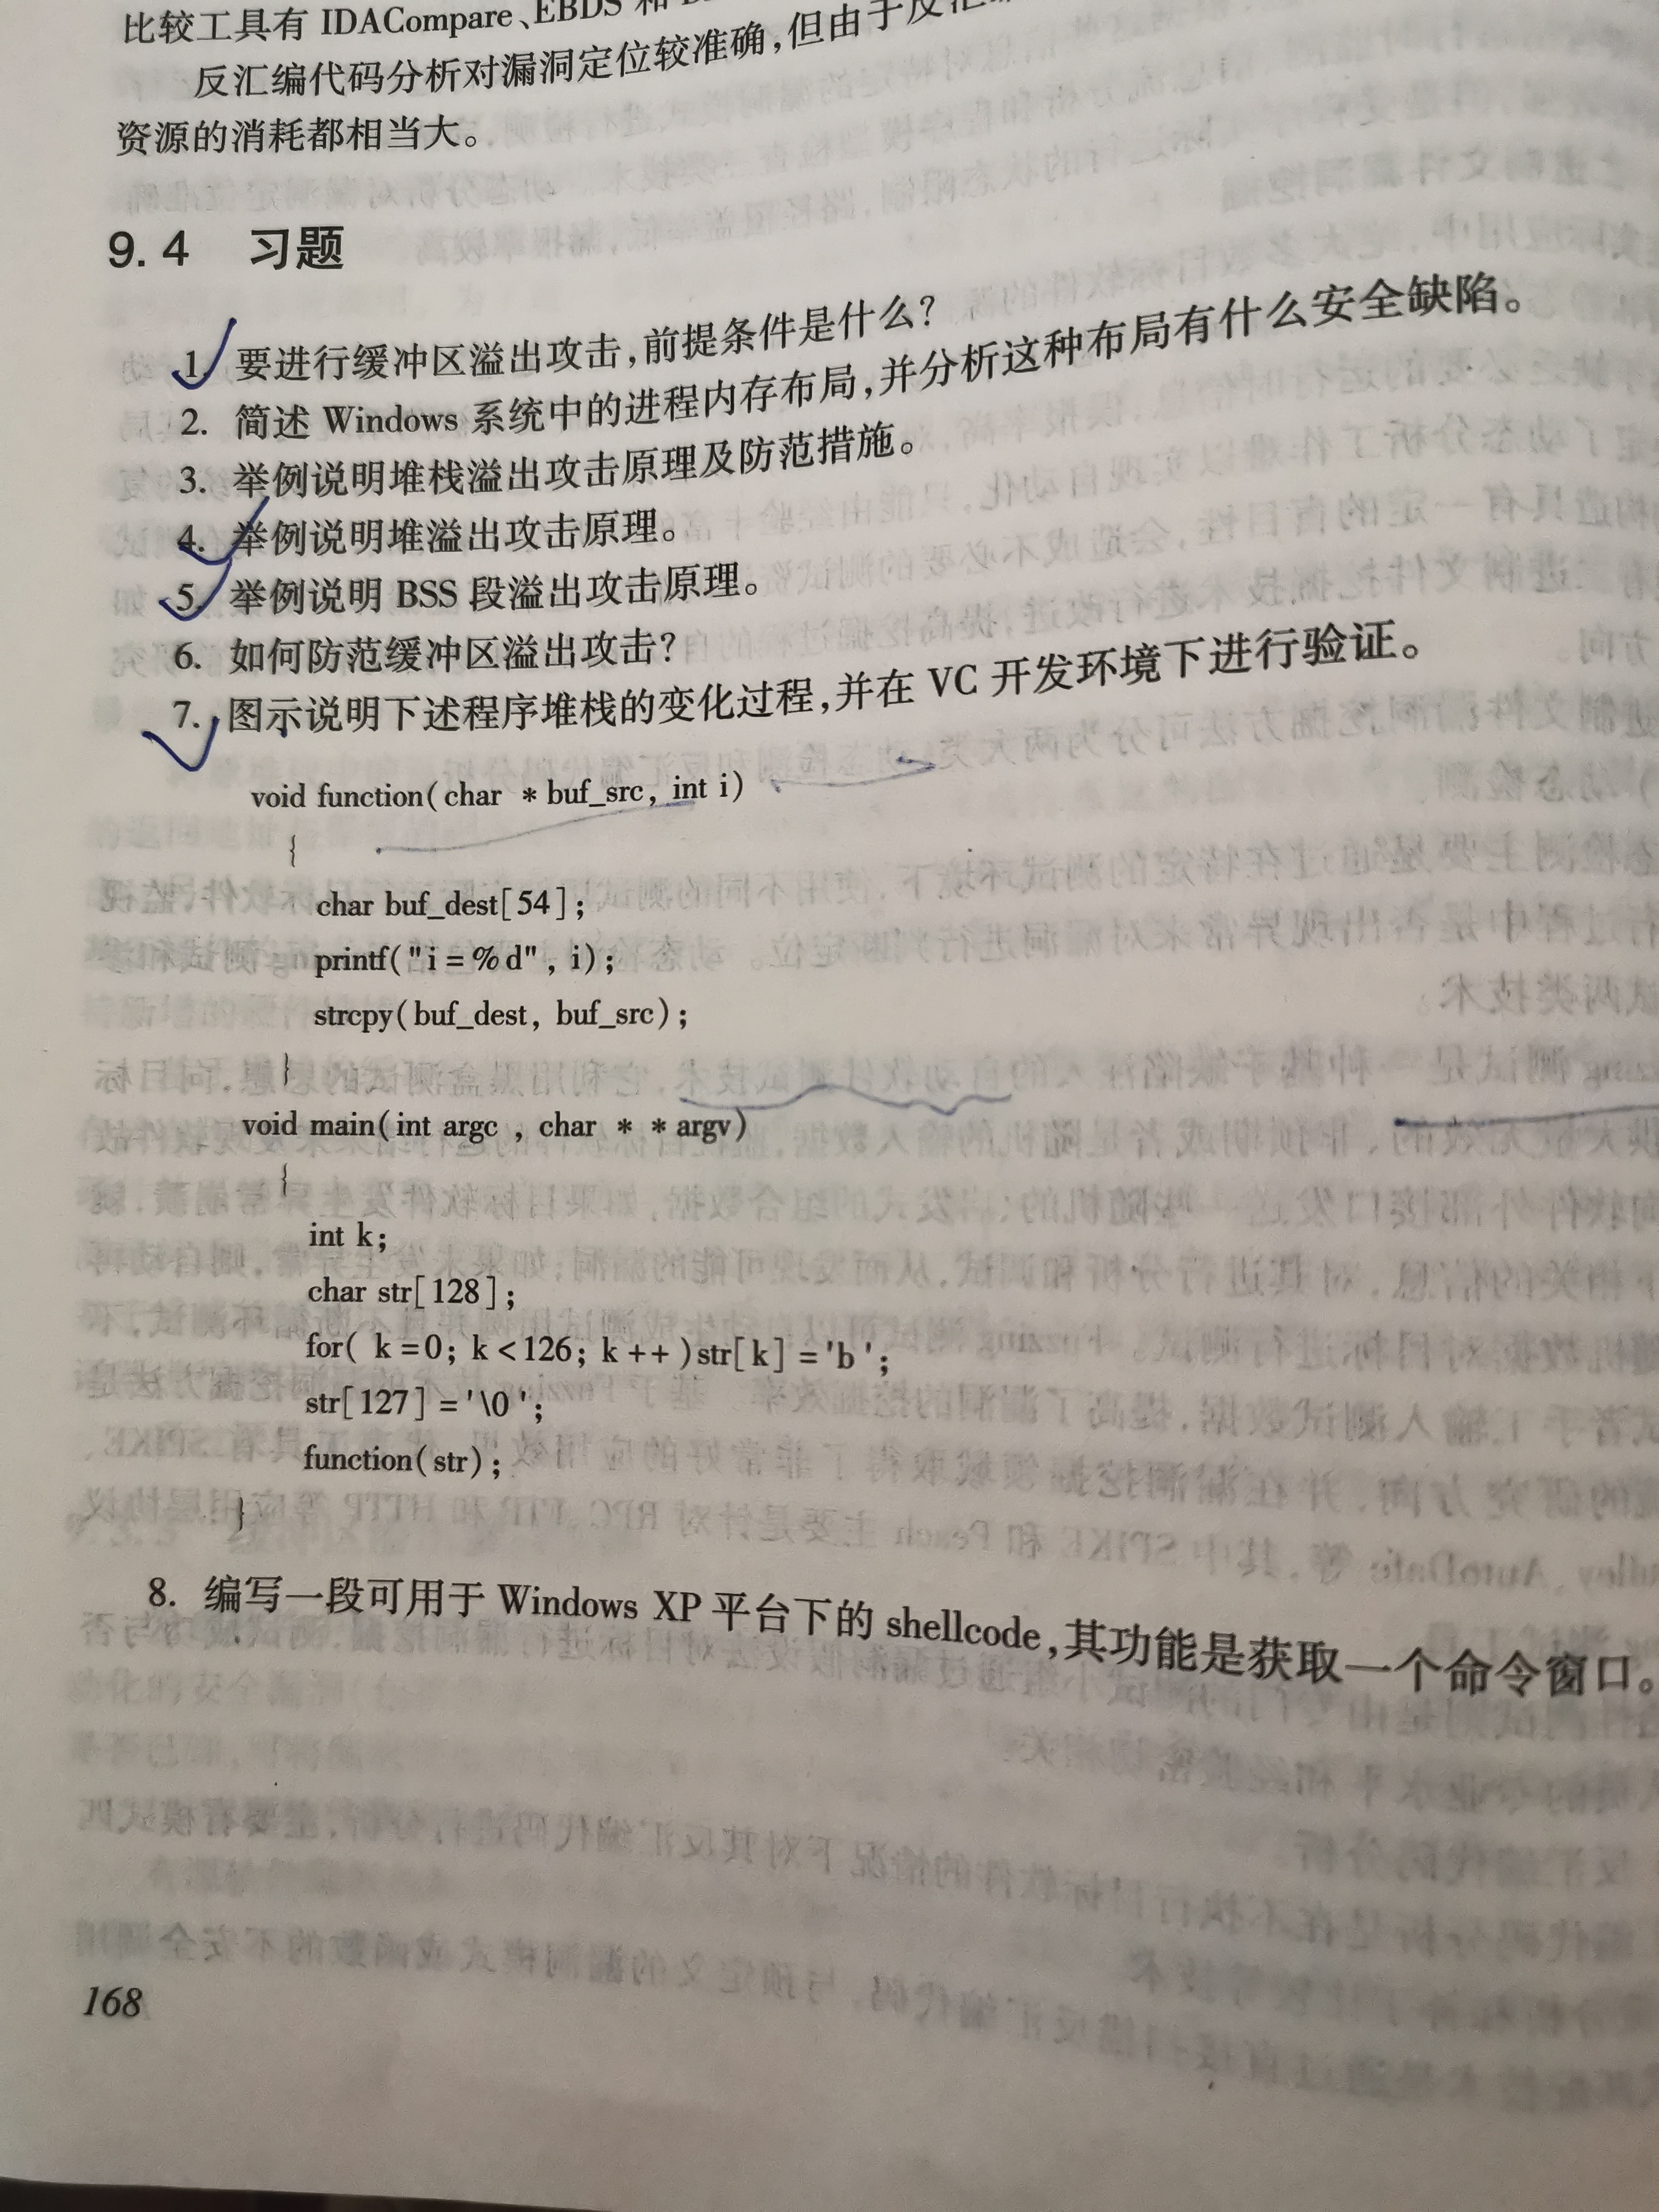 比较工具有 IDACompare、EBDS 和
反汇编代码分析对漏洞定位较准确,但由于反汇
资源的消耗都相当大。
9.4 习题
1. 要进行缓冲区溢出攻击,前提条件是什么?
2. 简述 Windows 系统中的进程内存布局,并分析这种布局有什么安全缺陷。
3. 举例说明堆栈溢出攻击原理及防范措施。
4. 举例说明堆溢出攻击原理。
5. 举例说明 BSS 段溢出攻击原理。
6. 如何防范缓冲区溢出攻击?
7. 图示说明下述程序堆栈的变化过程,并在 VC 开发环境下进行验证。
void function(char * buf_src, int i)
{
char buf_dest[54];
printf("i=%d", i);
strcpy(buf_dest, buf_src);
}
void main(int argc , char * * argv)
{
int k;
char str[128];
for( k=0; k<126; k++)str[k]='b';
str[127]='\0';
function(str);
}
8. 编写一段可用于 Windows XP 平台下的 shellcode,其功能是获取一个命令窗口。
168